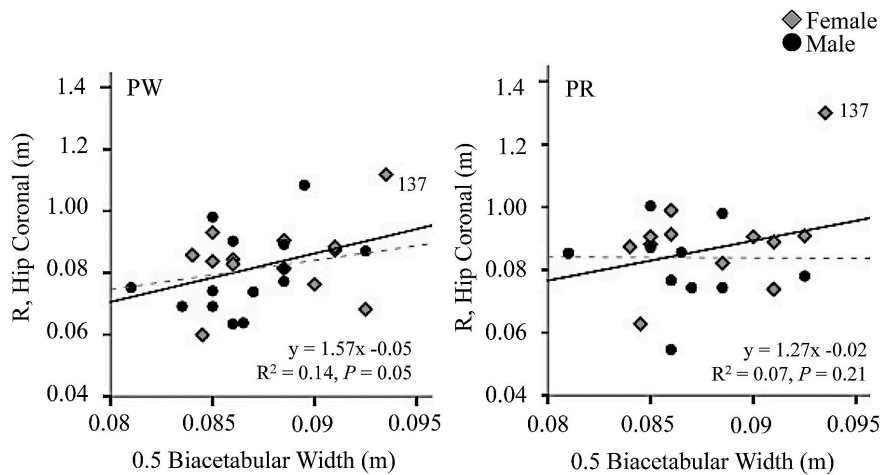 Female
Male
PW
1.4
1.2
1.00
0.08
0.06
0.04
R, Hip Coronal (m)
137
y = 1.57x -0.05
R² = 0.14, P = 0.05
0.08
0.085
0.09
0.095
0.5 Biacetabular Width (m)
PR
1.4
1.2
1.00
0.08
0.06
0.04
R, Hip Coronal (m)
137
y = 1.27x -0.02
R² = 0.07, P = 0.21
0.08
0.085
0.09
0.095
0.5 Biacetabular Width (m)